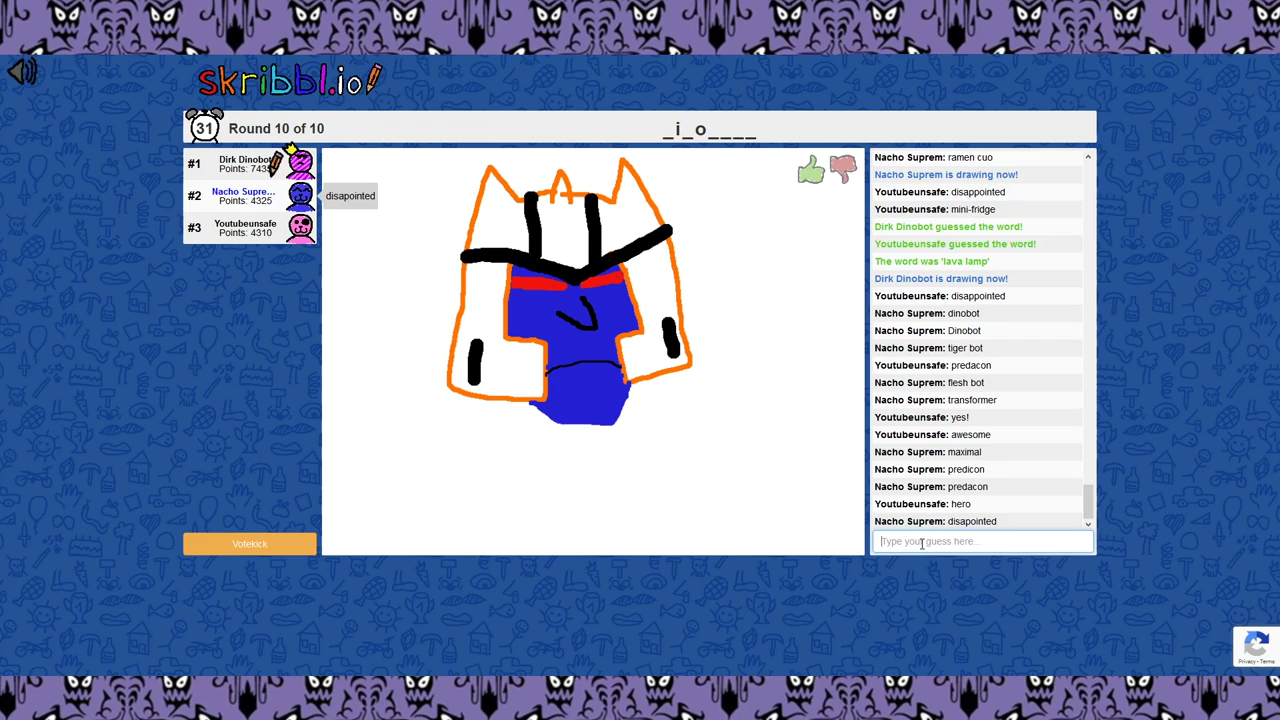 skribbl.io
31 Round 10 of 10
_i_o____
#1 Dirk Dinobot
Points: 7435
#2 Nacho Supre...
Points: 4325
disapointed
#3 Youtubeunsafe
Points: 4310
Votekick
Nacho Suprem: ramen cuo
Nacho Suprem is drawing now!
Youtubeunsafe: disappointed
Youtubeunsafe: mini-fridge
Dirk Dinobot guessed the word!
Youtubeunsafe guessed the word!
The word was 'lava lamp'
Dirk Dinobot is drawing now!
Youtubeunsafe: disappointed
Nacho Suprem: dinobot
Nacho Suprem: Dinobot
Nacho Suprem: tiger bot
Youtubeunsafe: predacon
Nacho Suprem: flesh bot
Nacho Suprem: transformer
Youtubeunsafe: yes!
Youtubeunsafe: awesome
Nacho Suprem: maximal
Nacho Suprem: predicon
Nacho Suprem: predacon
Youtubeunsafe: hero
Nacho Suprem: disapointed
Type your guess here...
Privacy - Terms